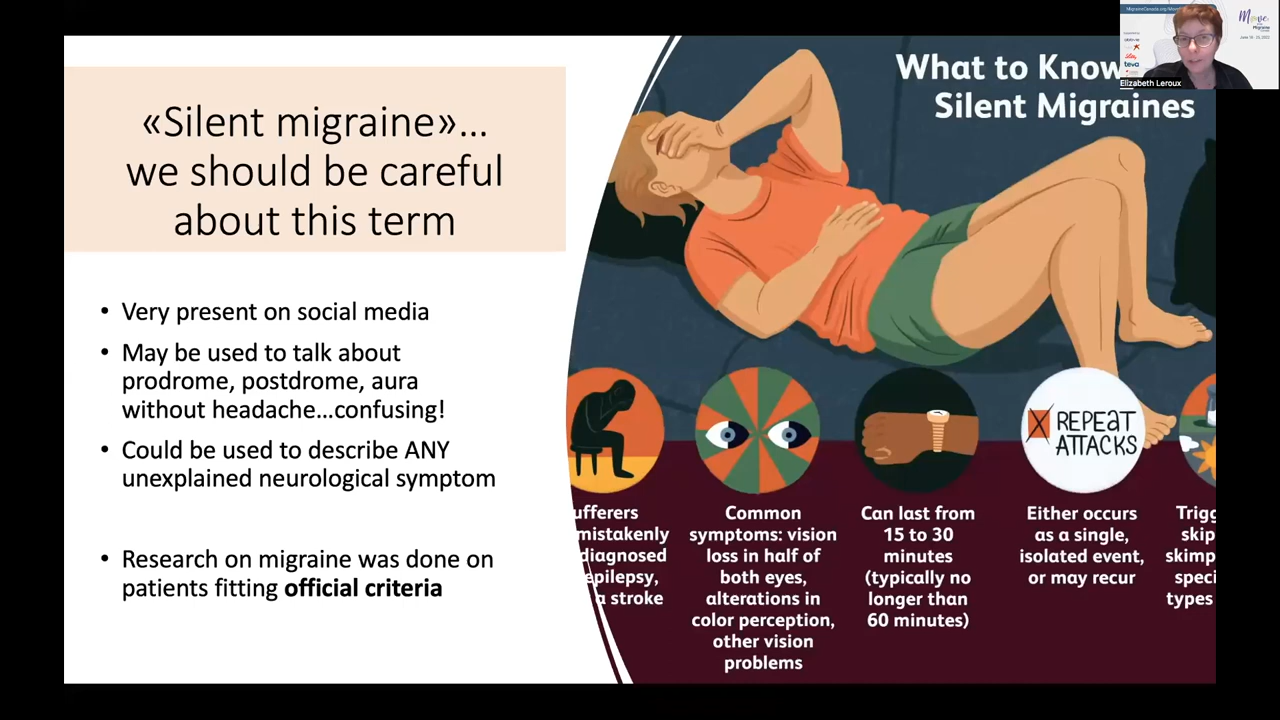 «Silent migraine»…
we should be careful
about this term
• Very present on social media
• May be used to talk about
prodrome, postdrome, aura
without headache…confusing!
• Could be used to describe ANY
unexplained neurological symptom
• Research on migraine was done on
patients fitting official criteria
What to Know
Silent Migraines
ufferers
mistakenly
diagnosed
epilepsy,
a stroke
Common
symptoms: vision
loss in half of
both eyes,
alterations in
color perception,
other vision
problems
Can last from
15 to 30
minutes
(typically no
longer than
60 minutes)
X REPEAT
ATTACKS
Either occurs
as a single,
isolated event,
or may recur
Trig
skip
skimp
speci
types
Migraine
teva
Elizabeth Leroux